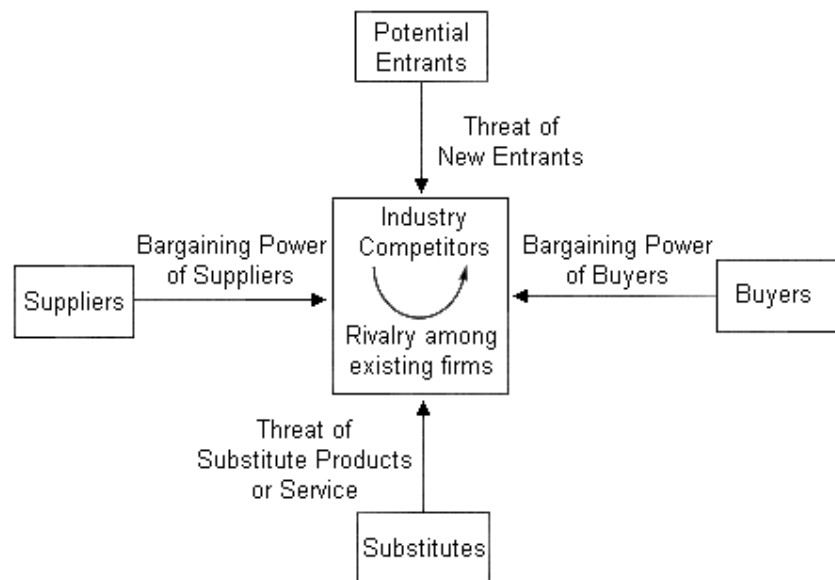 Potential
Entrants
Threat of
New Entrants
Industry
Competitors
Bargaining Power
of Suppliers
Bargaining Power
of Buyers
Suppliers
Buyers
Rivalry among
existing firms
Threat of
Substitute Products
or Service
Substitutes